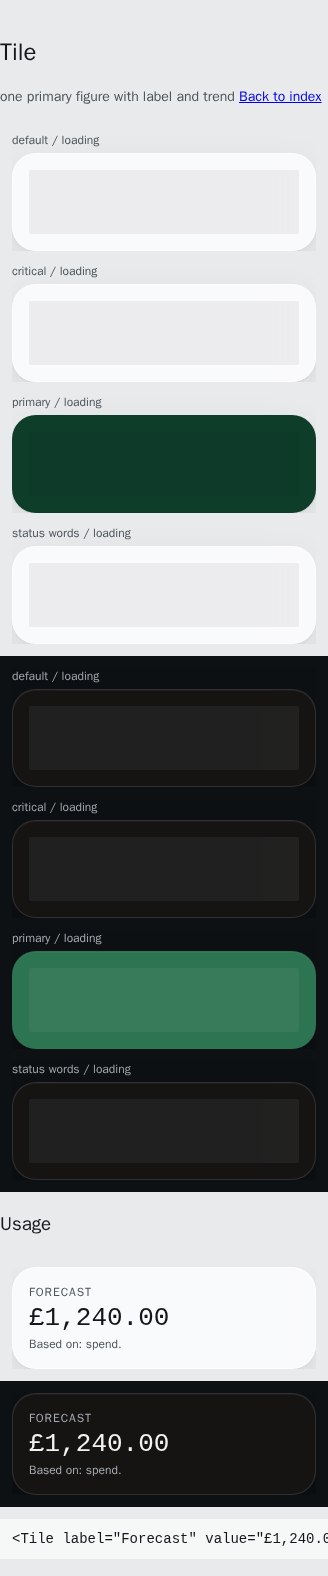 Tile
one primary figure with label and trend Back to index
default / loading
critical / loading
primary / loading
status words / loading
default / loading
critical / loading
primary / loading
status words / loading
Usage
FORECAST
£1,240.00
Based on: spend.
FORECAST
£1,240.00
Based on: spend.
<Tile label="Forecast" value="£1,240.0